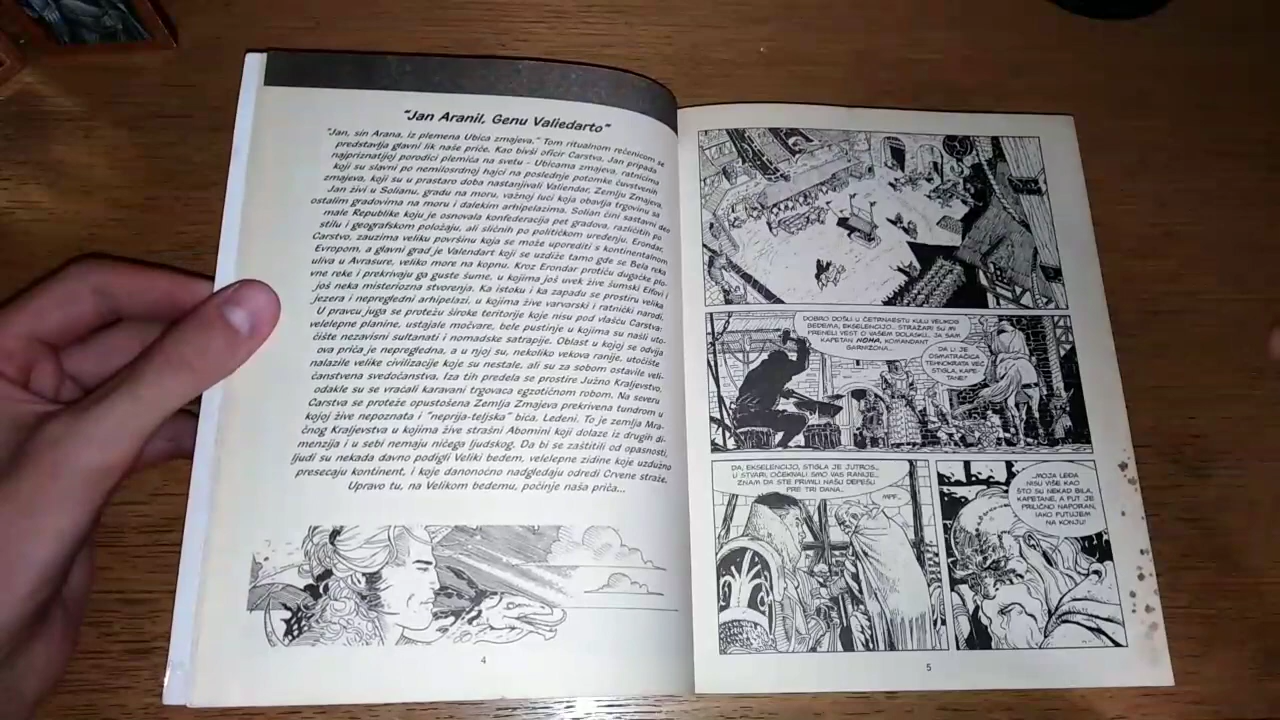 "Jan Aranil, Genu Valiedarto"
"Jan, sin Arana, iz plemena Ubica zmajeva." Tom ritualnom rečenicom se
predstavlja glavni lik naše priče. Kao bivši oficir Carstva, Jan pripada
najpriznatijoj porodici plemića na svetu - Ubicama zmajeva, ratnicima
koji su slavni po nemilosrdnoj hajci na poslednje potomke čuvstvenih
zmajeva, koji su u prastaro doba nastanjivali Valiendar, Zemlju Zmajeva.
Jan živi u Solianu, gradu na moru, važnoj luci koja obavlja trgovinu sa
ostalim gradovima na moru i dalekim arhipelazima. Solian čini sastavni deo
male Republike koju je osnovala konfederacija pet gradova, različitih po
stilu i geografskom položaju, ali sličnih po političkom uređenju. Erondar,
Carstvo, zauzima veliku površinu koja se može uporediti s kontinentalnom
Evropom, a glavni grad je Valendart koji se uzdiže tamo gde se Bela reka
uliva u Avrasure, veliko more na kopnu. Kroz Erondar protiču dugačke plo-
vne reke i prekrivaju ga guste šume, u kojima još uvek žive šumski Elfovi i
još neka misteriozna stvorenja. Ka istoku i ka zapadu se prostiru velika
jezera i nepregledni arhipelazi, u kojima žive varvarski i ratnički narodi.
U pravcu juga se protežu široke teritorije koje nisu pod vlašću Carstva:
velelepne planine, ustajale močvare, bele pustinje u kojima su našli uto-
čište nezavisni sultanati i nomadske satrapije. Oblast u kojoj se odvija
ova priča je nepregledna, a u njoj su, nekoliko vekova ranije, utočište
nalazile velike civilizacije koje su nestale, ali su za sobom ostavile veli-
čanstvena svedočanstva. Iza tih predela se prostire Južno Kraljevstvo,
odakle su se vraćali karavani trgovaca egzotičnom robom. Na severu
Carstva se proteže opustošena Zemlja Zmajeva prekrivena tundrom u
kojoj žive nepoznata i "neprija-teljska" bića, Ledeni. To je zemlja Mra-
čnog Kraljevstva u kojima žive strašni Abomini koji dolaze iz drugih di-
menzija i u sebi nemaju ničega ljudskog. Da bi se zaštitili od opasnosti,
ljudi su nekada davno podigli Veliki bedem, velelepne zidine koje uzdužno
presecaju kontinent, i koje danonoćno nadgledaju odredi Crvene straže.
Upravo tu, na Velikom bedemu, počinje naša priča...
4
DOBRO DOŠLI U ČETRNAESTU KULU VELIKOG
BEDEMA, EKSELENCIJO... STRAŽARI SU MI
PRENELI VEST O VAŠEM DOLASKU. JA SAM
KAPETAN NOHA, KOMANDANT
GARNIZONA...
DA LI JE
OSMATRAČICA
TEHNOKRATA VEĆ
STIGLA, KAPE-
TANE?
DA, EKSELENCIJO, STIGLA JE JUTROS...
U STVARI, OČEKIVALI SMO VAS RANIJE...
ZNAM DA STE PRIMILI NAŠU DEPEŠU
PRE TRI DANA...
MPF...
MOJA LEĐA
NISU VIŠE KAO
ŠTO SU NEKAD BILA,
KAPETANE, A PUT JE
PRILIČNO NAPORAN,
IAKO PUTUJEM
NA KONJU!
5